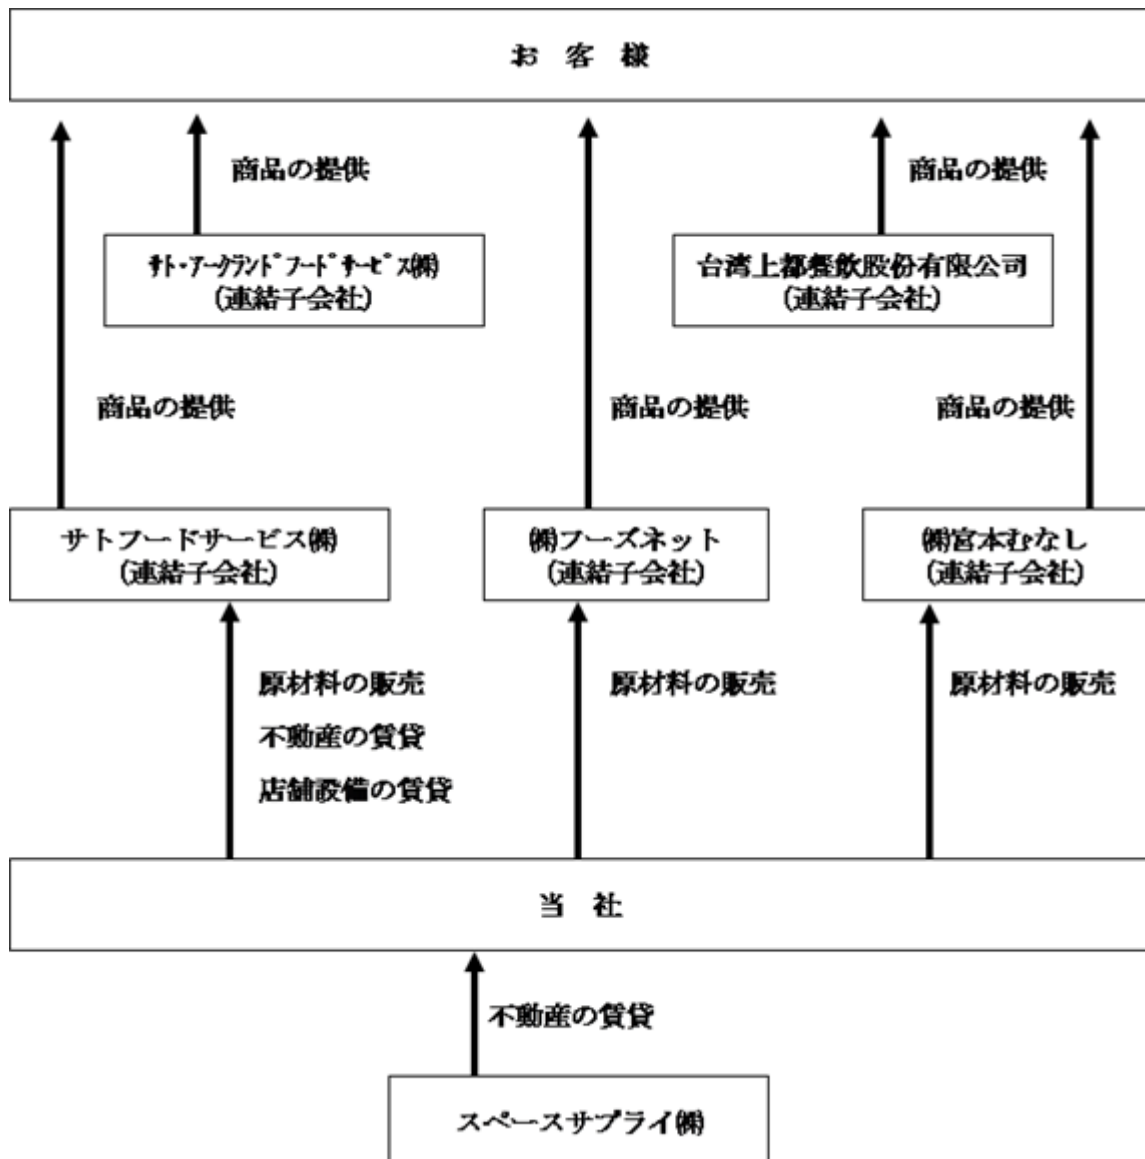 お 客 様
商品の提供
商品の提供
ｻﾄ・ｱｰｸﾗﾝﾄﾞﾌｰﾄﾞｻｰﾋﾞｽ㈱
（連結子会社）
台湾上都餐飲股份有限公司
（連結子会社）
商品の提供
商品の提供
商品の提供
サトフードサービス㈱
（連結子会社）
㈱フーズネット
（連結子会社）
㈱宮本むなし
（連結子会社）
原材料の販売
不動産の賃貸
店舗設備の賃貸
原材料の販売
原材料の販売
当 社
不動産の賃貸
スペースサプライ㈱